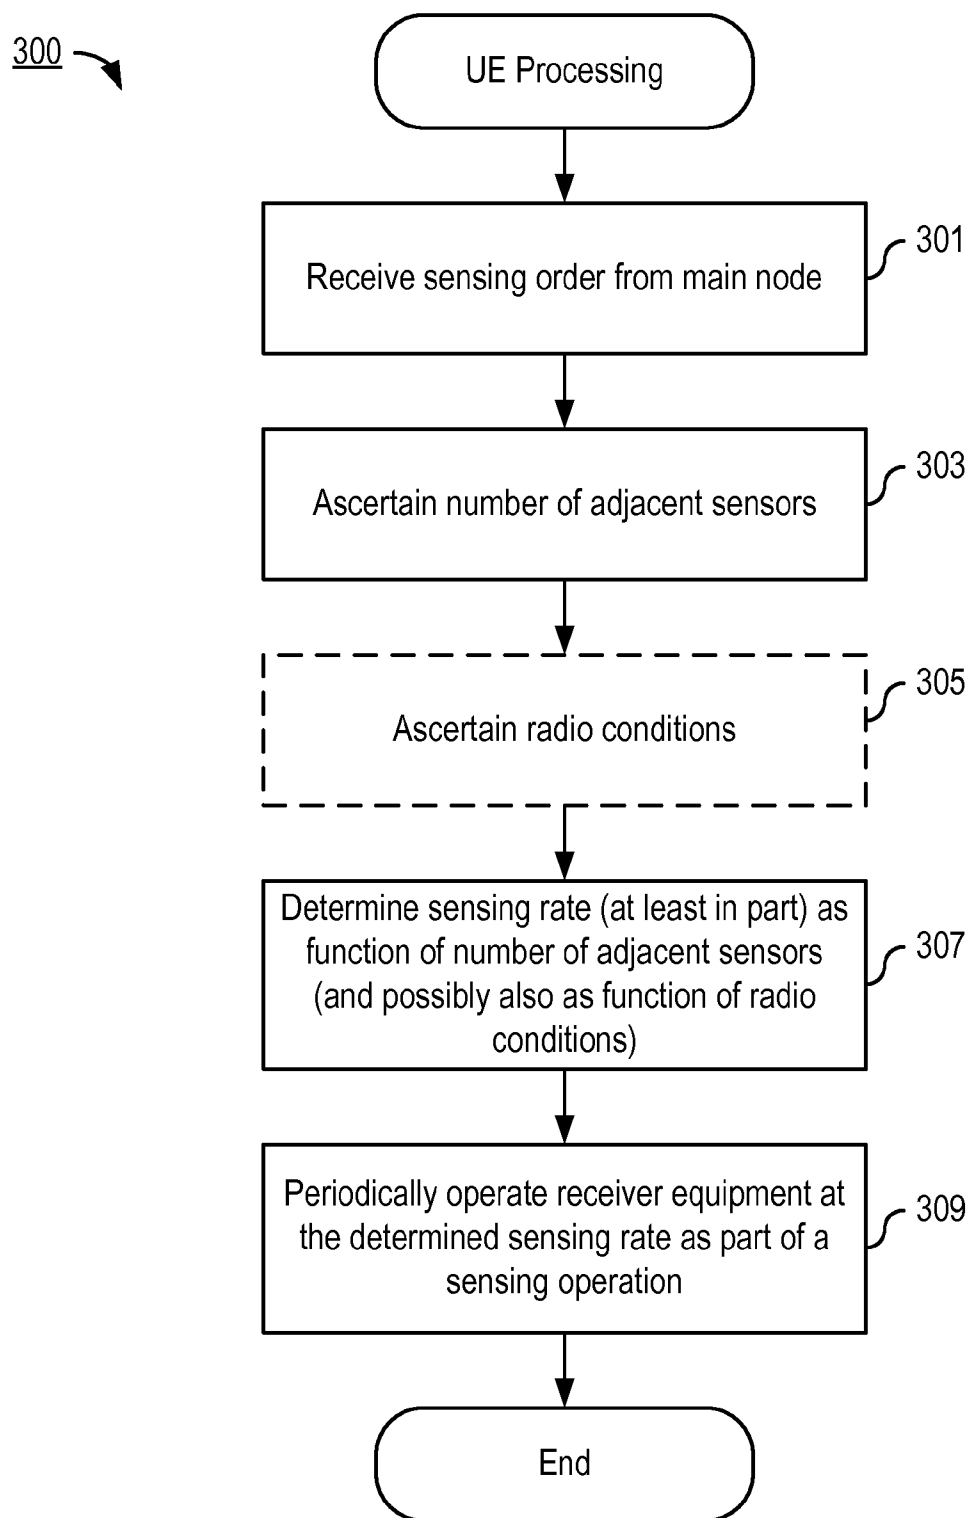 300
UE Processing
301
Receive sensing order from main node
303
Ascertain number of adjacent sensors
305
Ascertain radio conditions
Determine sensing rate (at least in part) as
function of number of adjacent sensors
307
(and possibly also as function of radio
conditions)
Periodically operate receiver equipment at
309
the determined sensing rate as part of a
sensing operation
End